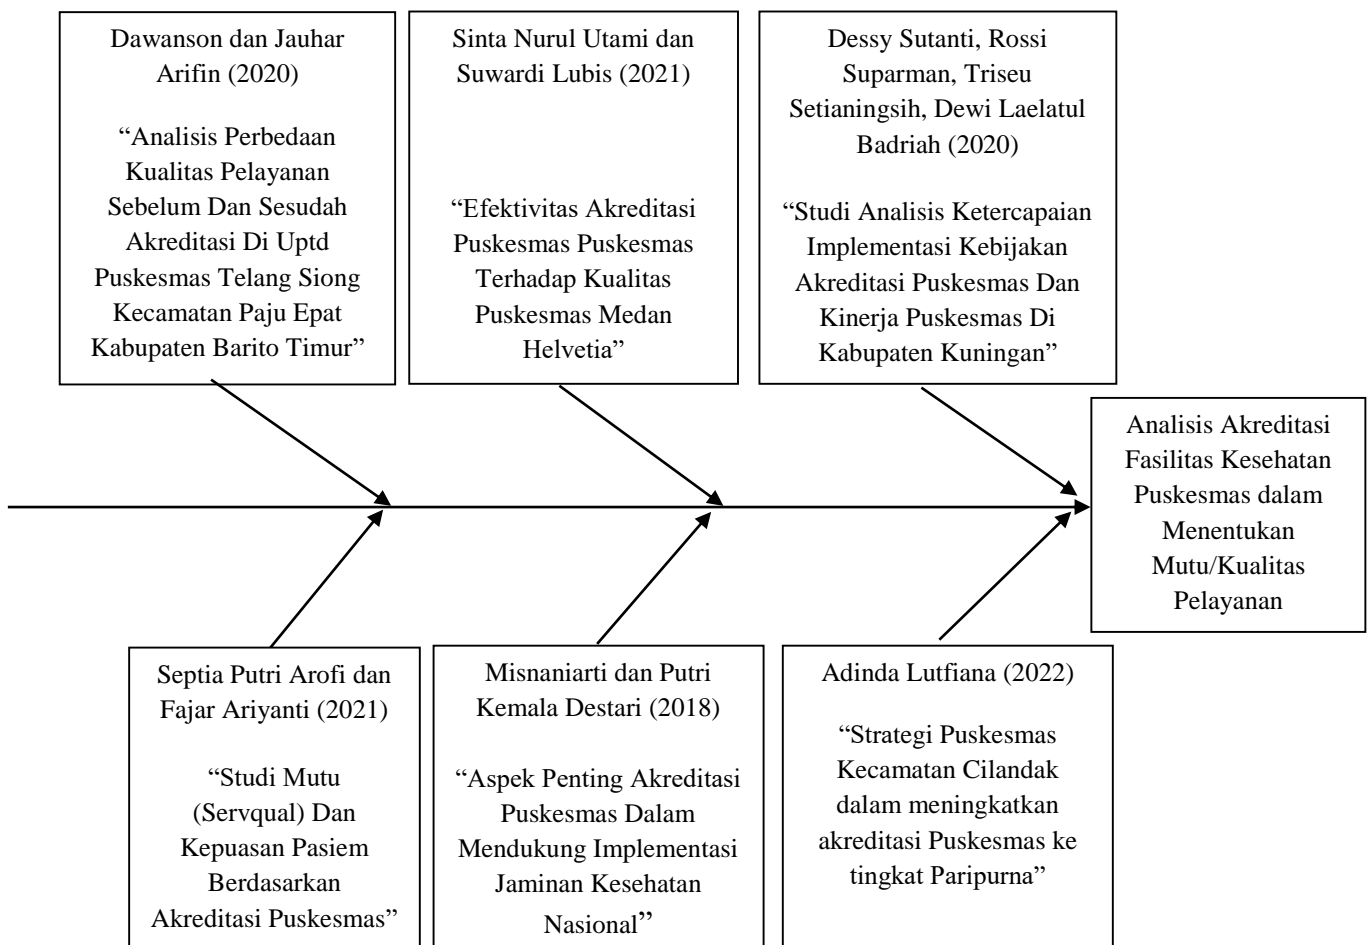 Dawanson dan Jauhar
Arifin (2020)
“Analisis Perbedaan
Kualitas Pelayanan
Sebelum Dan Sesudah
Akreditasi Di Uptd
Puskesmas Telang Siong
Kecamatan Paju Epat
Kabupaten Barito Timur”
Sinta Nurul Utami dan
Suwardi Lubis (2021)
“Efektivitas Akreditasi
Puskesmas Puskesmas
Terhadap Kualitas
Puskesmas Medan
Helvetia”
Dessy Sutanti, Rossi
Suparman, Triseu
Setianingsih, Dewi Laelatul
Badriah (2020)
“Studi Analisis Ketercapaian
Implementasi Kebijakan
Akreditasi Puskesmas Dan
Kinerja Puskesmas Di
Kabupaten Kuningan”
Analisis Akreditasi
Fasilitas Kesehatan
Puskesmas dalam
Menentukan
Mutu/Kualitas
Pelayanan
Septia Putri Arofi dan
Fajar Ariyanti (2021)
“Studi Mutu
(Servqual) Dan
Kepuasan Pasiem
Berdasarkan
Akreditasi Puskesmas”
Misnaniarti dan Putri
Kemala Destari (2018)
“Aspek Penting Akreditasi
Puskesmas Dalam
Mendukung Implementasi
Jaminan Kesehatan
Nasional”
Adinda Lutfiana (2022)
“Strategi Puskesmas
Kecamatan Cilandak
dalam meningkatkan
akreditasi Puskesmas ke
tingkat Paripurna”